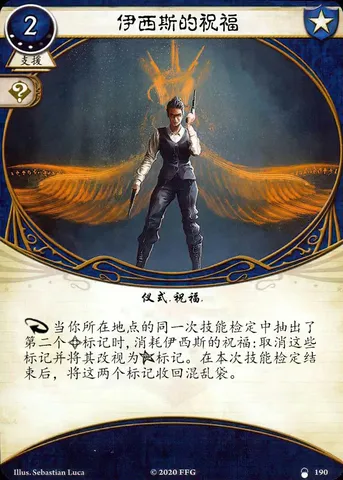 伊西斯的祝福
2
支援
仪式.祝福.
当你所在地点的同一次技能检定中抽出了
第二个标记时,消耗伊西斯的祝福:取消这
些标记并将其改视为标记。在本次技能检定结
束后，将这两个标记收回混乱袋。
Illus. Sebastian Luca
© 2020 FFG
190